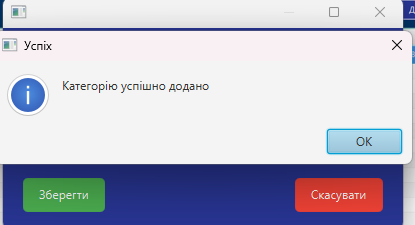 Успіх
Категорію успішно додано
OK
Зберегти
Скасувати